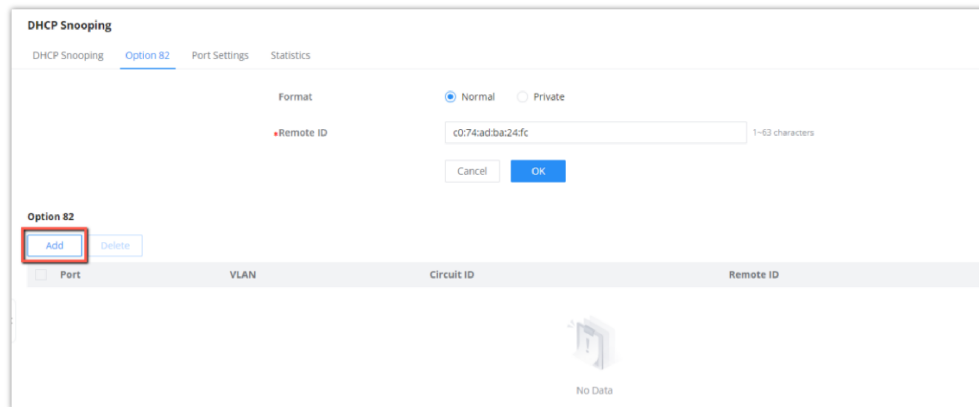 DHCP Snooping
DHCP Snooping Option 82 Port Settings Statistics
Format Normal Private
Remote ID c0:74:ad:ba:24:fc 1~63 characters
Cancel OK
Option 82
Add Delete
Port VLAN Circuit ID Remote ID
No Data